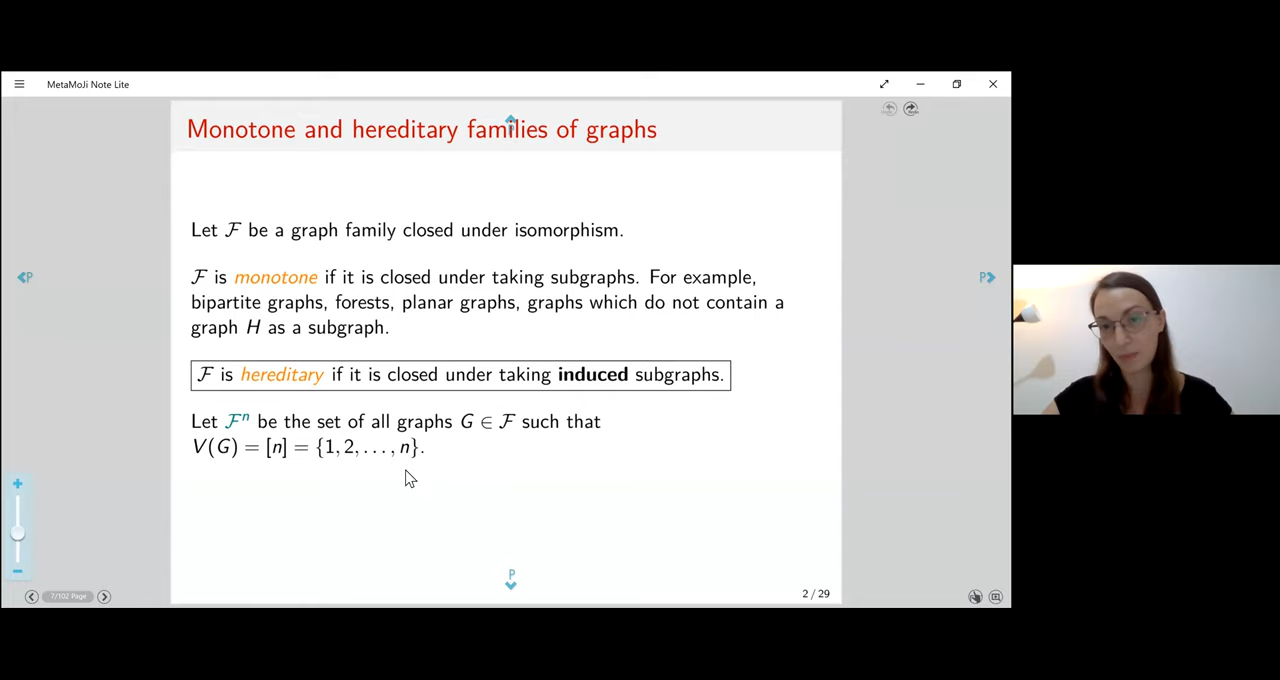 MetaMoJi Note Lite
Monotone and hereditary families of graphs
Let F be a graph family closed under isomorphism.
F is monotone if it is closed under taking subgraphs. For example,
bipartite graphs, forests, planar graphs, graphs which do not contain a
graph H as a subgraph.
F is hereditary if it is closed under taking induced subgraphs.
Let Fⁿ be the set of all graphs G ∈ F such that
V(G) = [n] = {1, 2, . . . , n}.
P
P
P
7/102 Page
2 / 29